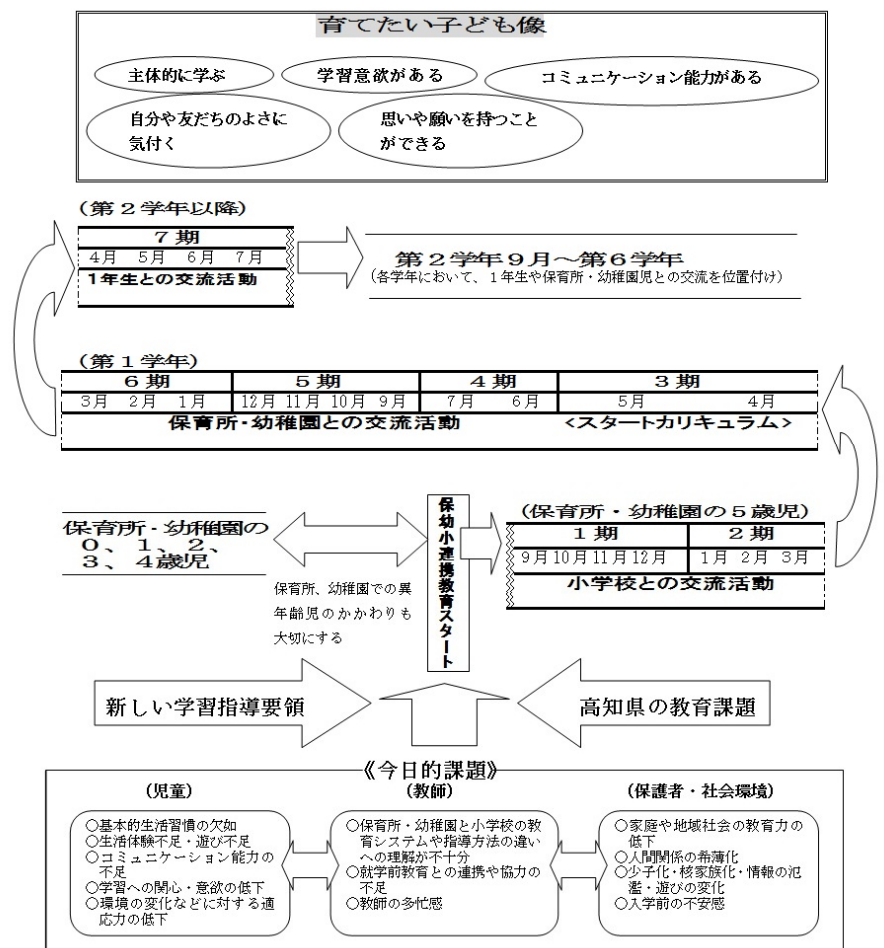 育てたい子ども像
主体的に学ぶ
学習意欲がある
コミュニケーション能力がある
自分や友だちのよさに
気付く
思いや願いを持つこと
ができる
(第2学年以降)
7期
4月 5月 6月 7月
1年生との交流活動
第2学年9月～第6学年
(各学年において、1年生や保育所・幼稚園児との交流を位置付け)
(第1学年)
6期 5期 4期 3期
3月 2月 1月 12月 11月 10月 9月 7月 6月 5月 4月
保育所・幼稚園との交流活動 <スタートカリキュラム>
保育所・幼稚園の
0、1、2、
3、4歳児
保育所、幼稚園での異
年齢児のかかわりも
大切にする
保幼小連携教育スタート
(保育所・幼稚園の5歳児)
1期 2期
9月10月11月12月 1月 2月 3月
小学校との交流活動
新しい学習指導要領
高知県の教育課題
《今日的課題》
(児童)
○基本的生活習慣の欠如
○生活体験不足・遊び不足
○コミュニケーション能力の
不足
○学習への関心・意欲の低下
○環境の変化などに対する適
応力の低下
(教師)
○保育所・幼稚園と小学校の教
育システムや指導方法の違い
への理解が不十分
○就学前教育との連携や協力の
不足
○教師の多忙感
(保護者・社会環境)
○家庭や地域社会の教育力の
低下
○人間関係の希薄化
○少子化・核家族化・情報の氾
濫・遊びの変化
○入学前の不安感